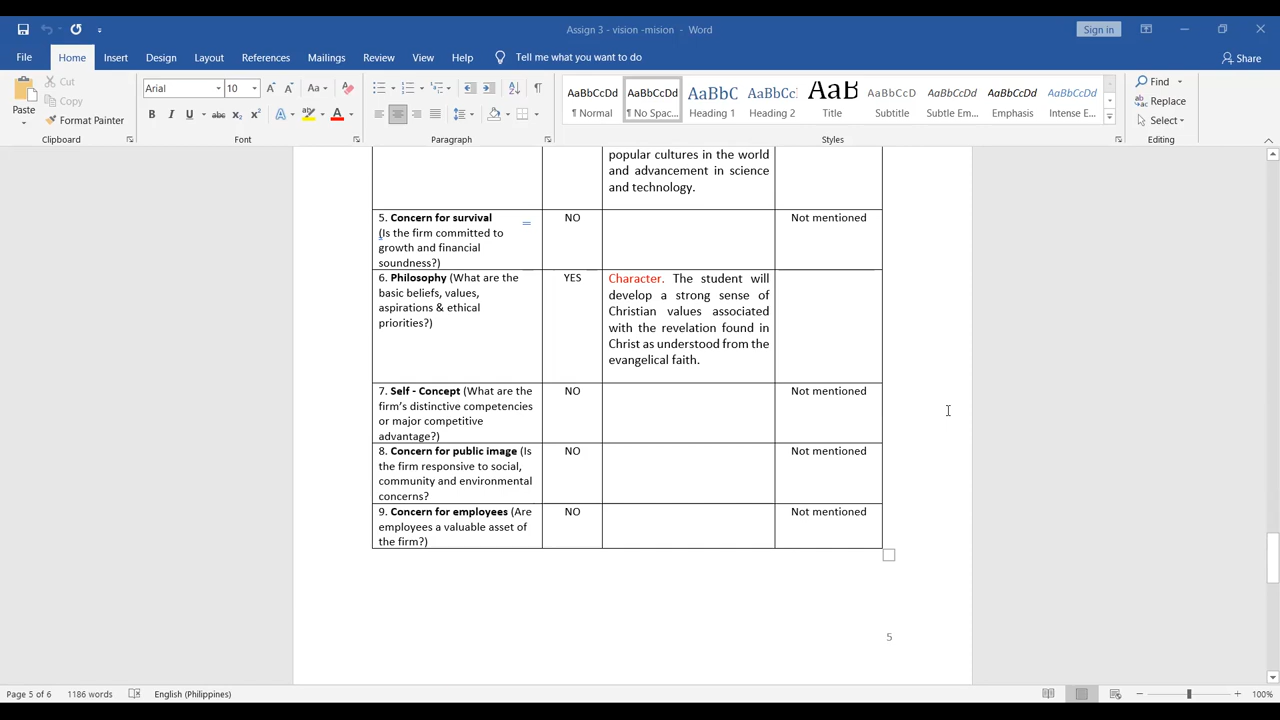 Assign 3 - vision -mision - Word
Sign in
File Home Insert Design Layout References Mailings Review View Help Tell me what you want to do Share
Paste
Cut
Copy
Format Painter
Clipboard
Arial 10
Aa
B I U abc x2 x2 A A
Font
Paragraph
AaBbCcDd
¶ Normal
AaBbCcDd
¶ No Spac...
AaBbC
Heading 1
AaBbCc
Heading 2
AaB
Title
AaBbCcD
Subtitle
AaBbCcDd
Subtle Em...
AaBbCcDd
Emphasis
AaBbCcDd
Intense E...
Styles
Find
Replace
Select
Editing
popular cultures in the world
and advancement in science
and technology.
5. Concern for survival
(Is the firm committed to
growth and financial
soundness?)
NO
Not mentioned
6. Philosophy (What are the
basic beliefs, values,
aspirations & ethical
priorities?)
YES
Character. The student will
develop a strong sense of
Christian values associated
with the revelation found in
Christ as understood from the
evangelical faith.
7. Self - Concept (What are the
firm's distinctive competencies
or major competitive
advantage?)
NO
Not mentioned
8. Concern for public image (Is
the firm responsive to social,
community and environmental
concerns?
NO
Not mentioned
9. Concern for employees (Are
employees a valuable asset of
the firm?)
NO
Not mentioned
5
Page 5 of 6 1186 words English (Philippines) 100%